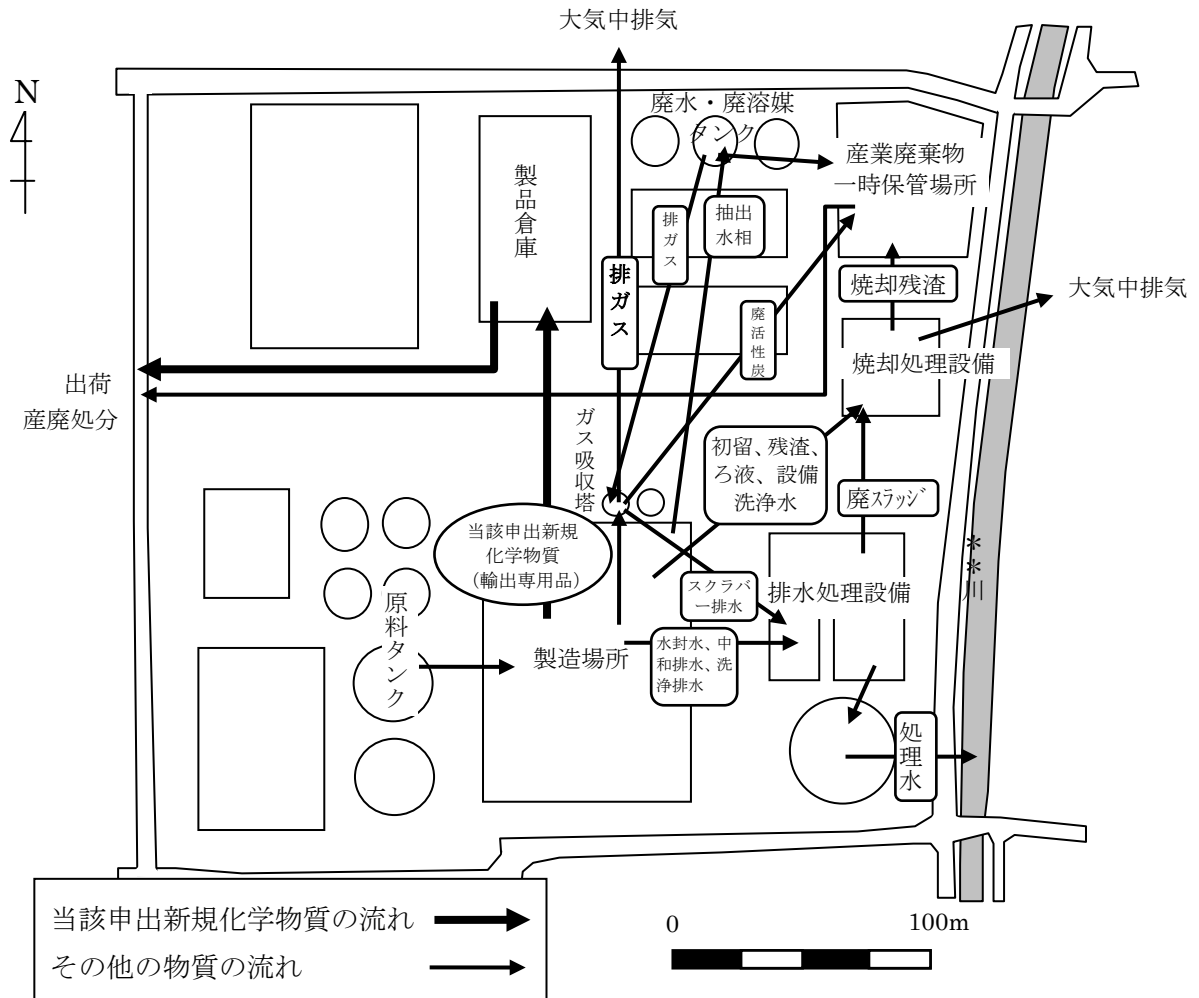 大気中排気
N
廃水・廃溶媒
タンク
産業廃棄物
一時保管場所
製品倉庫
排ガス
抽出
水相
排ガス
焼却残渣
大気中排気
廃活性炭
焼却処理設備
出荷
産廃処分
ガス吸収塔
初留、残渣、
ろ液、設備
洗浄水
廃スラッジ
当該申出新規
化学物質
(輸出専用品)
**川
スクラバ
ー排水
排水処理設備
原料タンク
製造場所
水封水、中
和排水、洗
浄排水
処理水
当該申出新規化学物質の流れ
その他の物質の流れ
0
100m